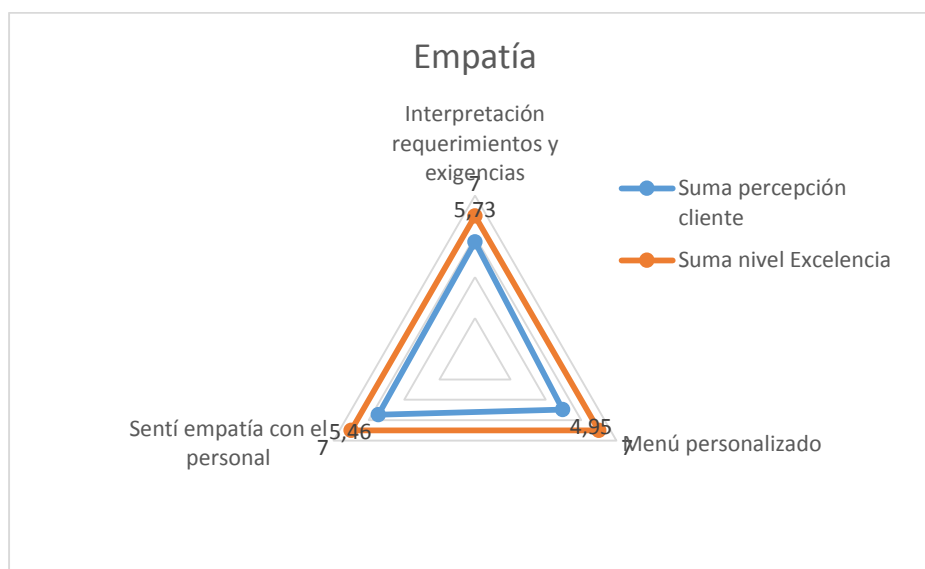 Empatía
Interpretación
requerimientos y
exigencias
7
5,73
Suma percepción
cliente
Suma nivel Excelencia
Sentí empatía con el
personal
5,46
7
4,95
7
Menú personalizado